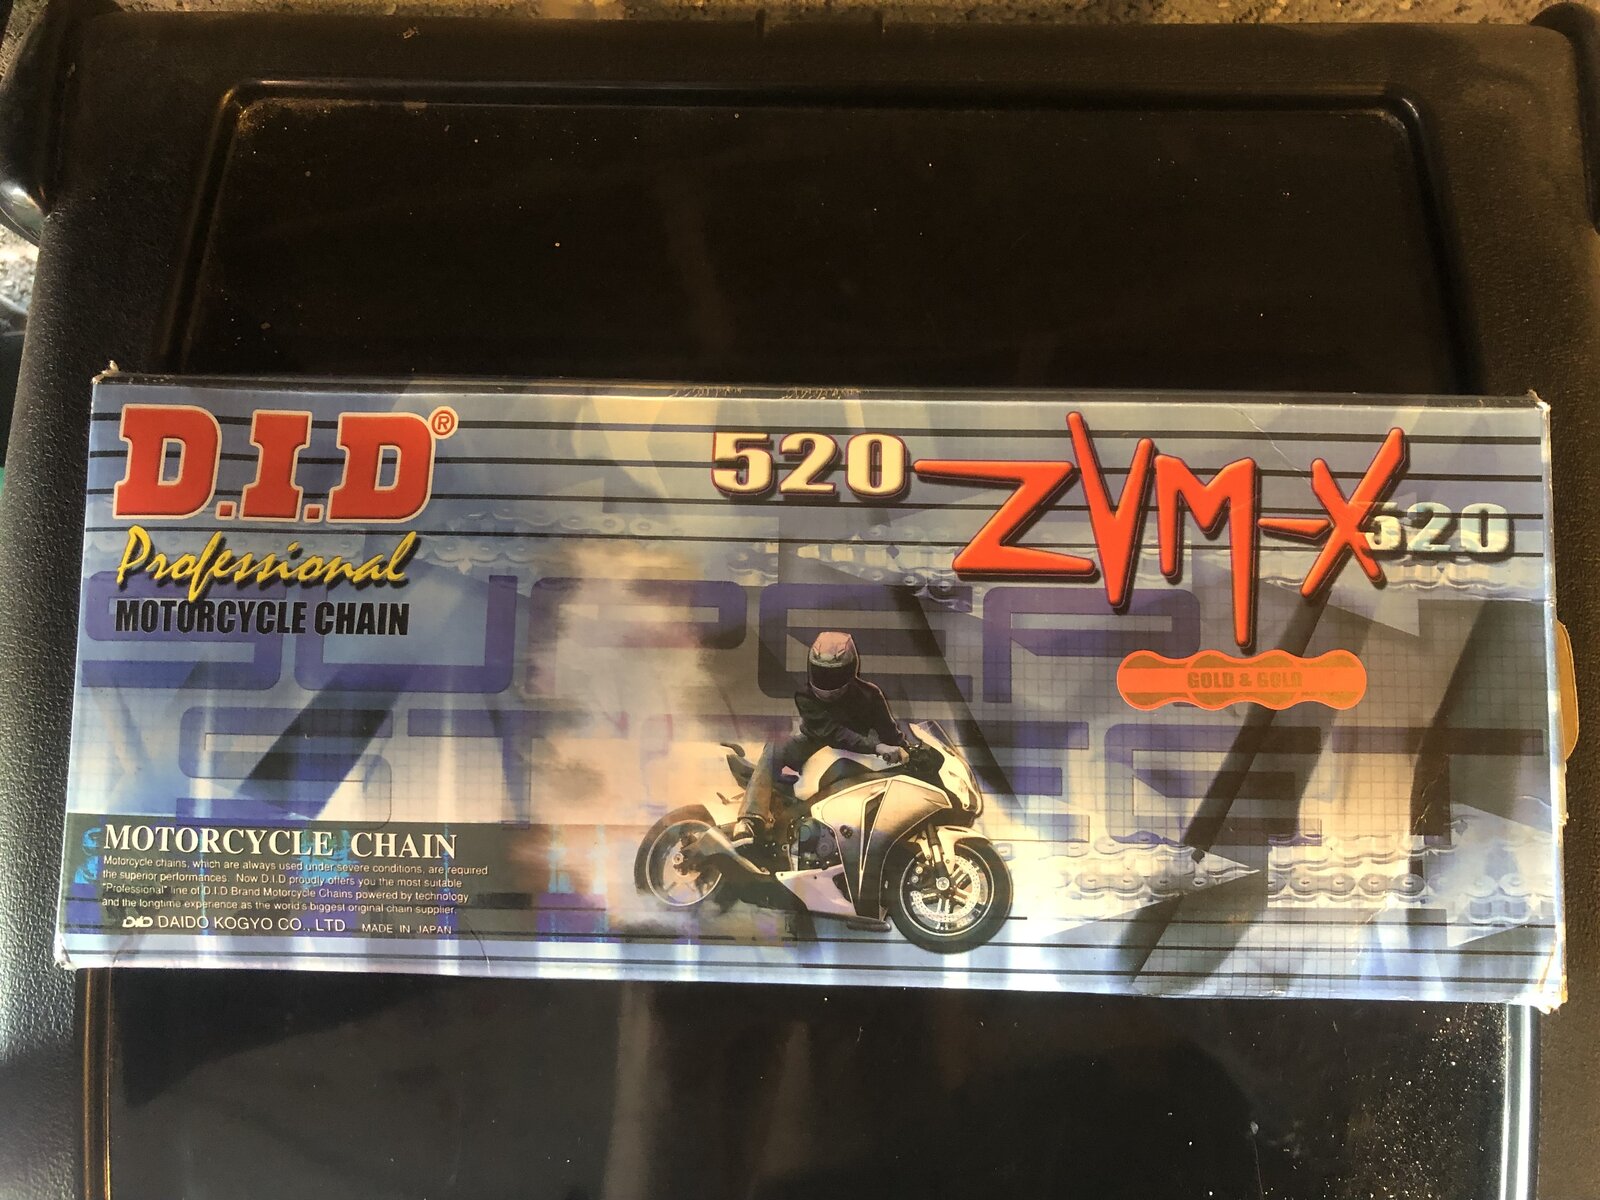 D.I.D®
Professional
MOTORCYCLE CHAIN
520 ZVM-X 520
GOLD & GOLD
SUPER
STREET
MOTORCYCLE CHAIN
Motorcycle chains, which are always used under severe conditions, are required
the superior performances. Now D.I.D proudly offers you the most suitable
"Professional" line of D.I.D Brand Motorcycle Chains powered by technology
and the longtime experience as the world's biggest original chain supplier.
DID DAIDO KOGYO CO., LTD MADE IN JAPAN